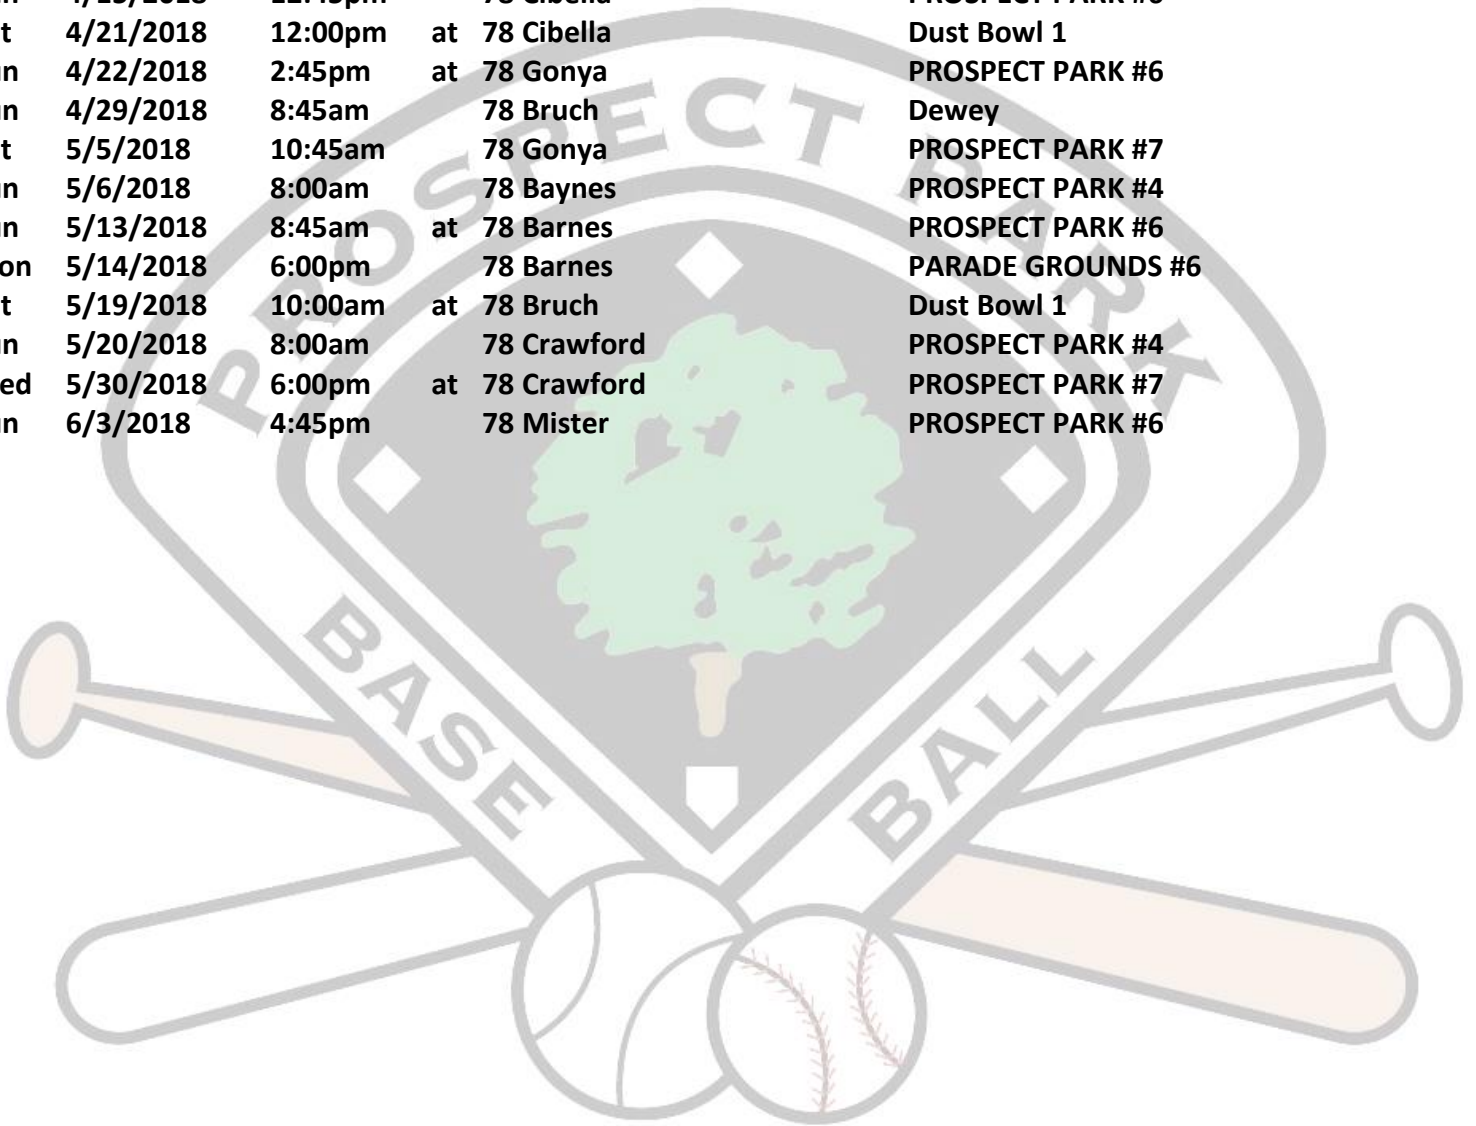 t 4/21/2018 12:00pm at 78 Cibella Dust Bowl 1
un 4/22/2018 2:45pm at 78 Gonya PROSPECT PARK #6
un 4/29/2018 8:45am 78 Bruch Dewey
t 5/5/2018 10:45am 78 Gonya PROSPECT PARK #7
un 5/6/2018 8:00am 78 Baynes PROSPECT PARK #4
un 5/13/2018 8:45am at 78 Barnes PROSPECT PARK #6
on 5/14/2018 6:00pm 78 Barnes PARADE GROUNDS #6
t 5/19/2018 10:00am at 78 Bruch Dust Bowl 1
un 5/20/2018 8:00am 78 Crawford PROSPECT PARK #4
ed 5/30/2018 6:00pm at 78 Crawford PROSPECT PARK #7
un 6/3/2018 4:45pm 78 Mister PROSPECT PARK #6
PROSPECT PARK
BASE BALL